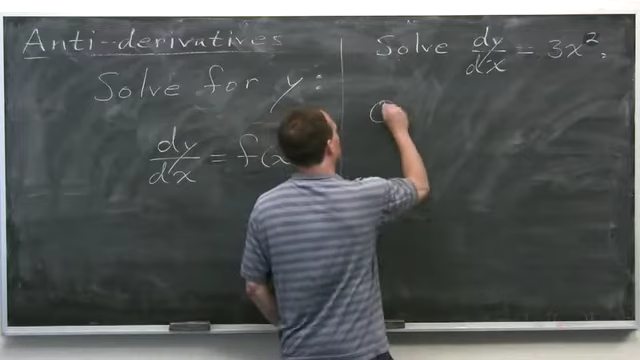 Anti-derivatives
Solve for y:
dy/dx = f(x
Solve dy/dx = 3x².